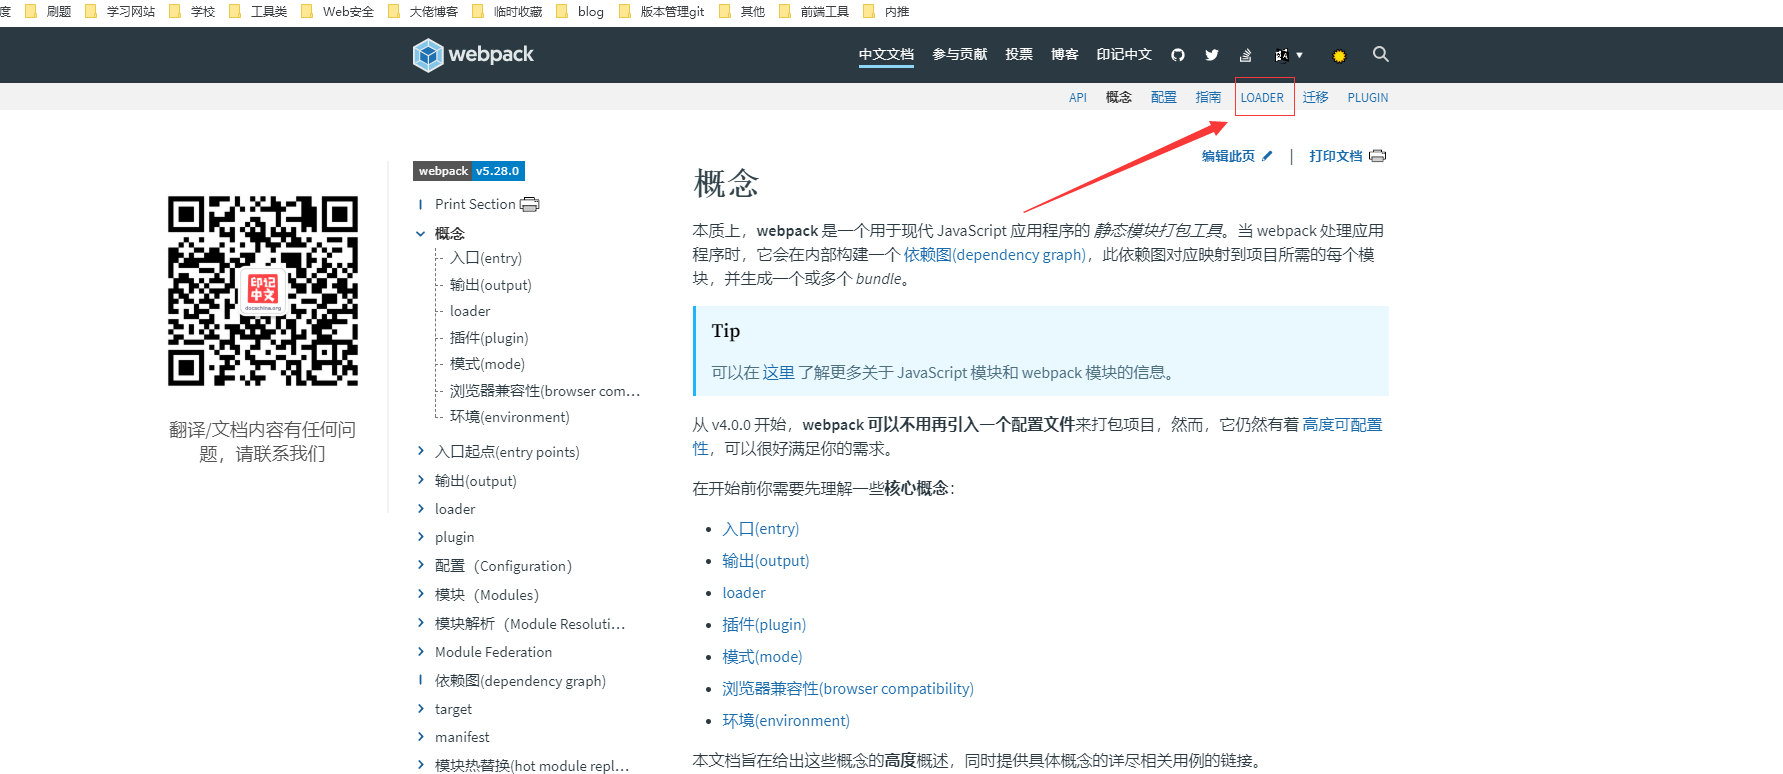 度 刷题 学习网站 学校 工具类 Web安全 大佬博客 临时收藏 blog 版本管理git 其他 前端工具 内推
webpack 中文文档 参与贡献 投票 博客 印记中文
API 概念 配置 指南 LOADER 迁移 PLUGIN
编辑此页 | 打印文档
印记
中文
docschina.org
翻译/文档内容有任何问
题，请联系我们
webpack v5.28.0
Print Section
概念
入口(entry)
输出(output)
loader
插件(plugin)
模式(mode)
浏览器兼容性(browser com...
环境(environment)
入口起点(entry points)
输出(output)
loader
plugin
配置（Configuration）
模块（Modules）
模块解析（Module Resoluti...
Module Federation
依赖图(dependency graph)
target
manifest
模块热替换(hot module repl...
概念
本质上，webpack 是一个用于现代 JavaScript 应用程序的 静态模块打包工具。当 webpack 处理应用
程序时，它会在内部构建一个 依赖图(dependency graph)，此依赖图对应映射到项目所需的每个模
块，并生成一个或多个 bundle。
Tip
可以在 这里 了解更多关于 JavaScript 模块和 webpack 模块的信息。
从 v4.0.0 开始，webpack 可以不用再引入一个配置文件来打包项目，然而，它仍然有着 高度可配置
性，可以很好满足你的需求。
在开始前你需要先理解一些核心概念：
入口(entry)
输出(output)
loader
插件(plugin)
模式(mode)
浏览器兼容性(browser compatibility)
环境(environment)
本文档旨在给出这些概念的高度概述，同时提供具体概念的详尽相关用例的链接。